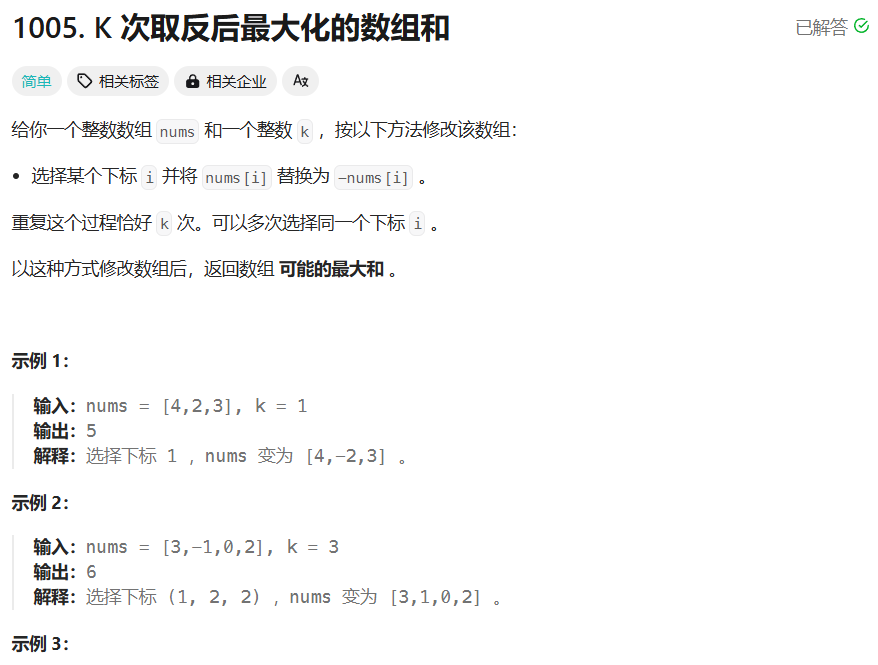 1005. K 次取反后最大化的数组和
已解答
简单 相关标签 相关企业 Ax
给你一个整数数组 nums 和一个整数 k ，按以下方法修改该数组：
• 选择某个下标 i 并将 nums[i] 替换为 -nums[i] 。
重复这个过程恰好 k 次。可以多次选择同一个下标 i 。
以这种方式修改数组后，返回数组 可能的最大和 。
示例 1：
输入：nums = [4,2,3], k = 1
输出：5
解释：选择下标 1 ，nums 变为 [4,-2,3] 。
示例 2：
输入：nums = [3,-1,0,2], k = 3
输出：6
解释：选择下标 (1, 2, 2) ，nums 变为 [3,1,0,2] 。
示例 3：